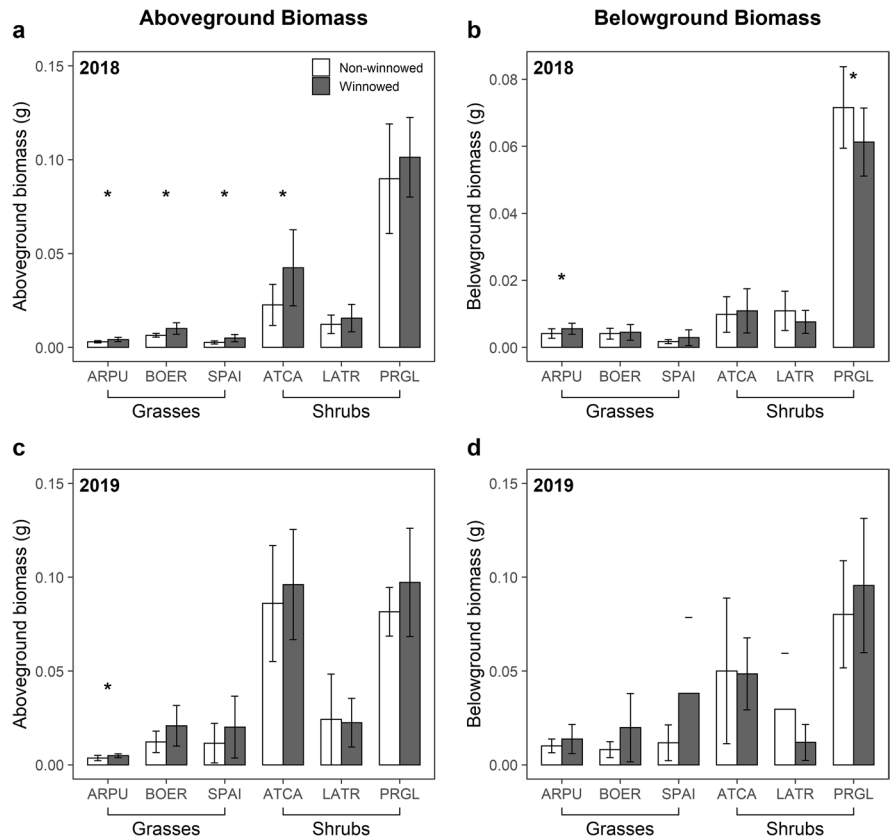 Aboveground Biomass
Belowground Biomass
a
2018
Non-winnowed
Winnowed
Aboveground biomass (g)
0.15
0.10
0.05
0.00
* * * *
ARPU BOER SPAI ATCA LATR PRGL
Grasses Shrubs
b
2018
Belowground biomass (g)
0.08
0.06
0.04
0.02
0.00
*
*
ARPU BOER SPAI ATCA LATR PRGL
Grasses Shrubs
c
2019
Aboveground biomass (g)
0.15
0.10
0.05
0.00
*
ARPU BOER SPAI ATCA LATR PRGL
Grasses Shrubs
d
2019
Belowground biomass (g)
0.15
0.10
0.05
0.00
ARPU BOER SPAI ATCA LATR PRGL
Grasses Shrubs